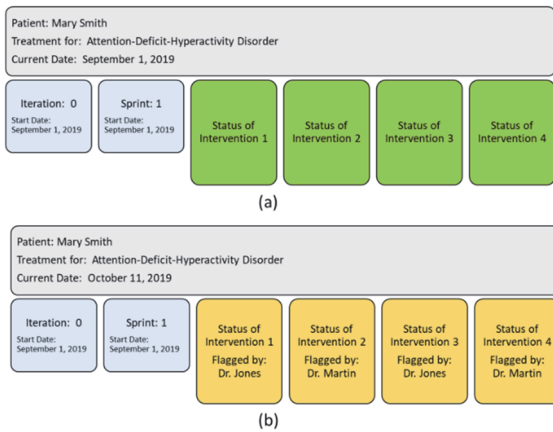 Patient: Mary Smith
Treatment for: Attention-Deficit-Hyperactivity Disorder
Current Date: September 1, 2019
Iteration: 0
Start Date:
September 1, 2019
Sprint: 1
Start Date:
September 1, 2019
Status of
Intervention 1
Status of
Intervention 2
Status of
Intervention 3
Status of
Intervention 4
(a)
Patient: Mary Smith
Treatment for: Attention-Deficit-Hyperactivity Disorder
Current Date: October 11, 2019
Iteration: 0
Start Date:
September 1, 2019
Sprint: 1
Start Date:
September 1, 2019
Status of
Intervention 1
Flagged by:
Dr. Jones
Status of
Intervention 2
Flagged by:
Dr. Martin
Status of
Intervention 3
Flagged by:
Dr. Jones
Status of
Intervention 4
Flagged by:
Dr. Martin
(b)